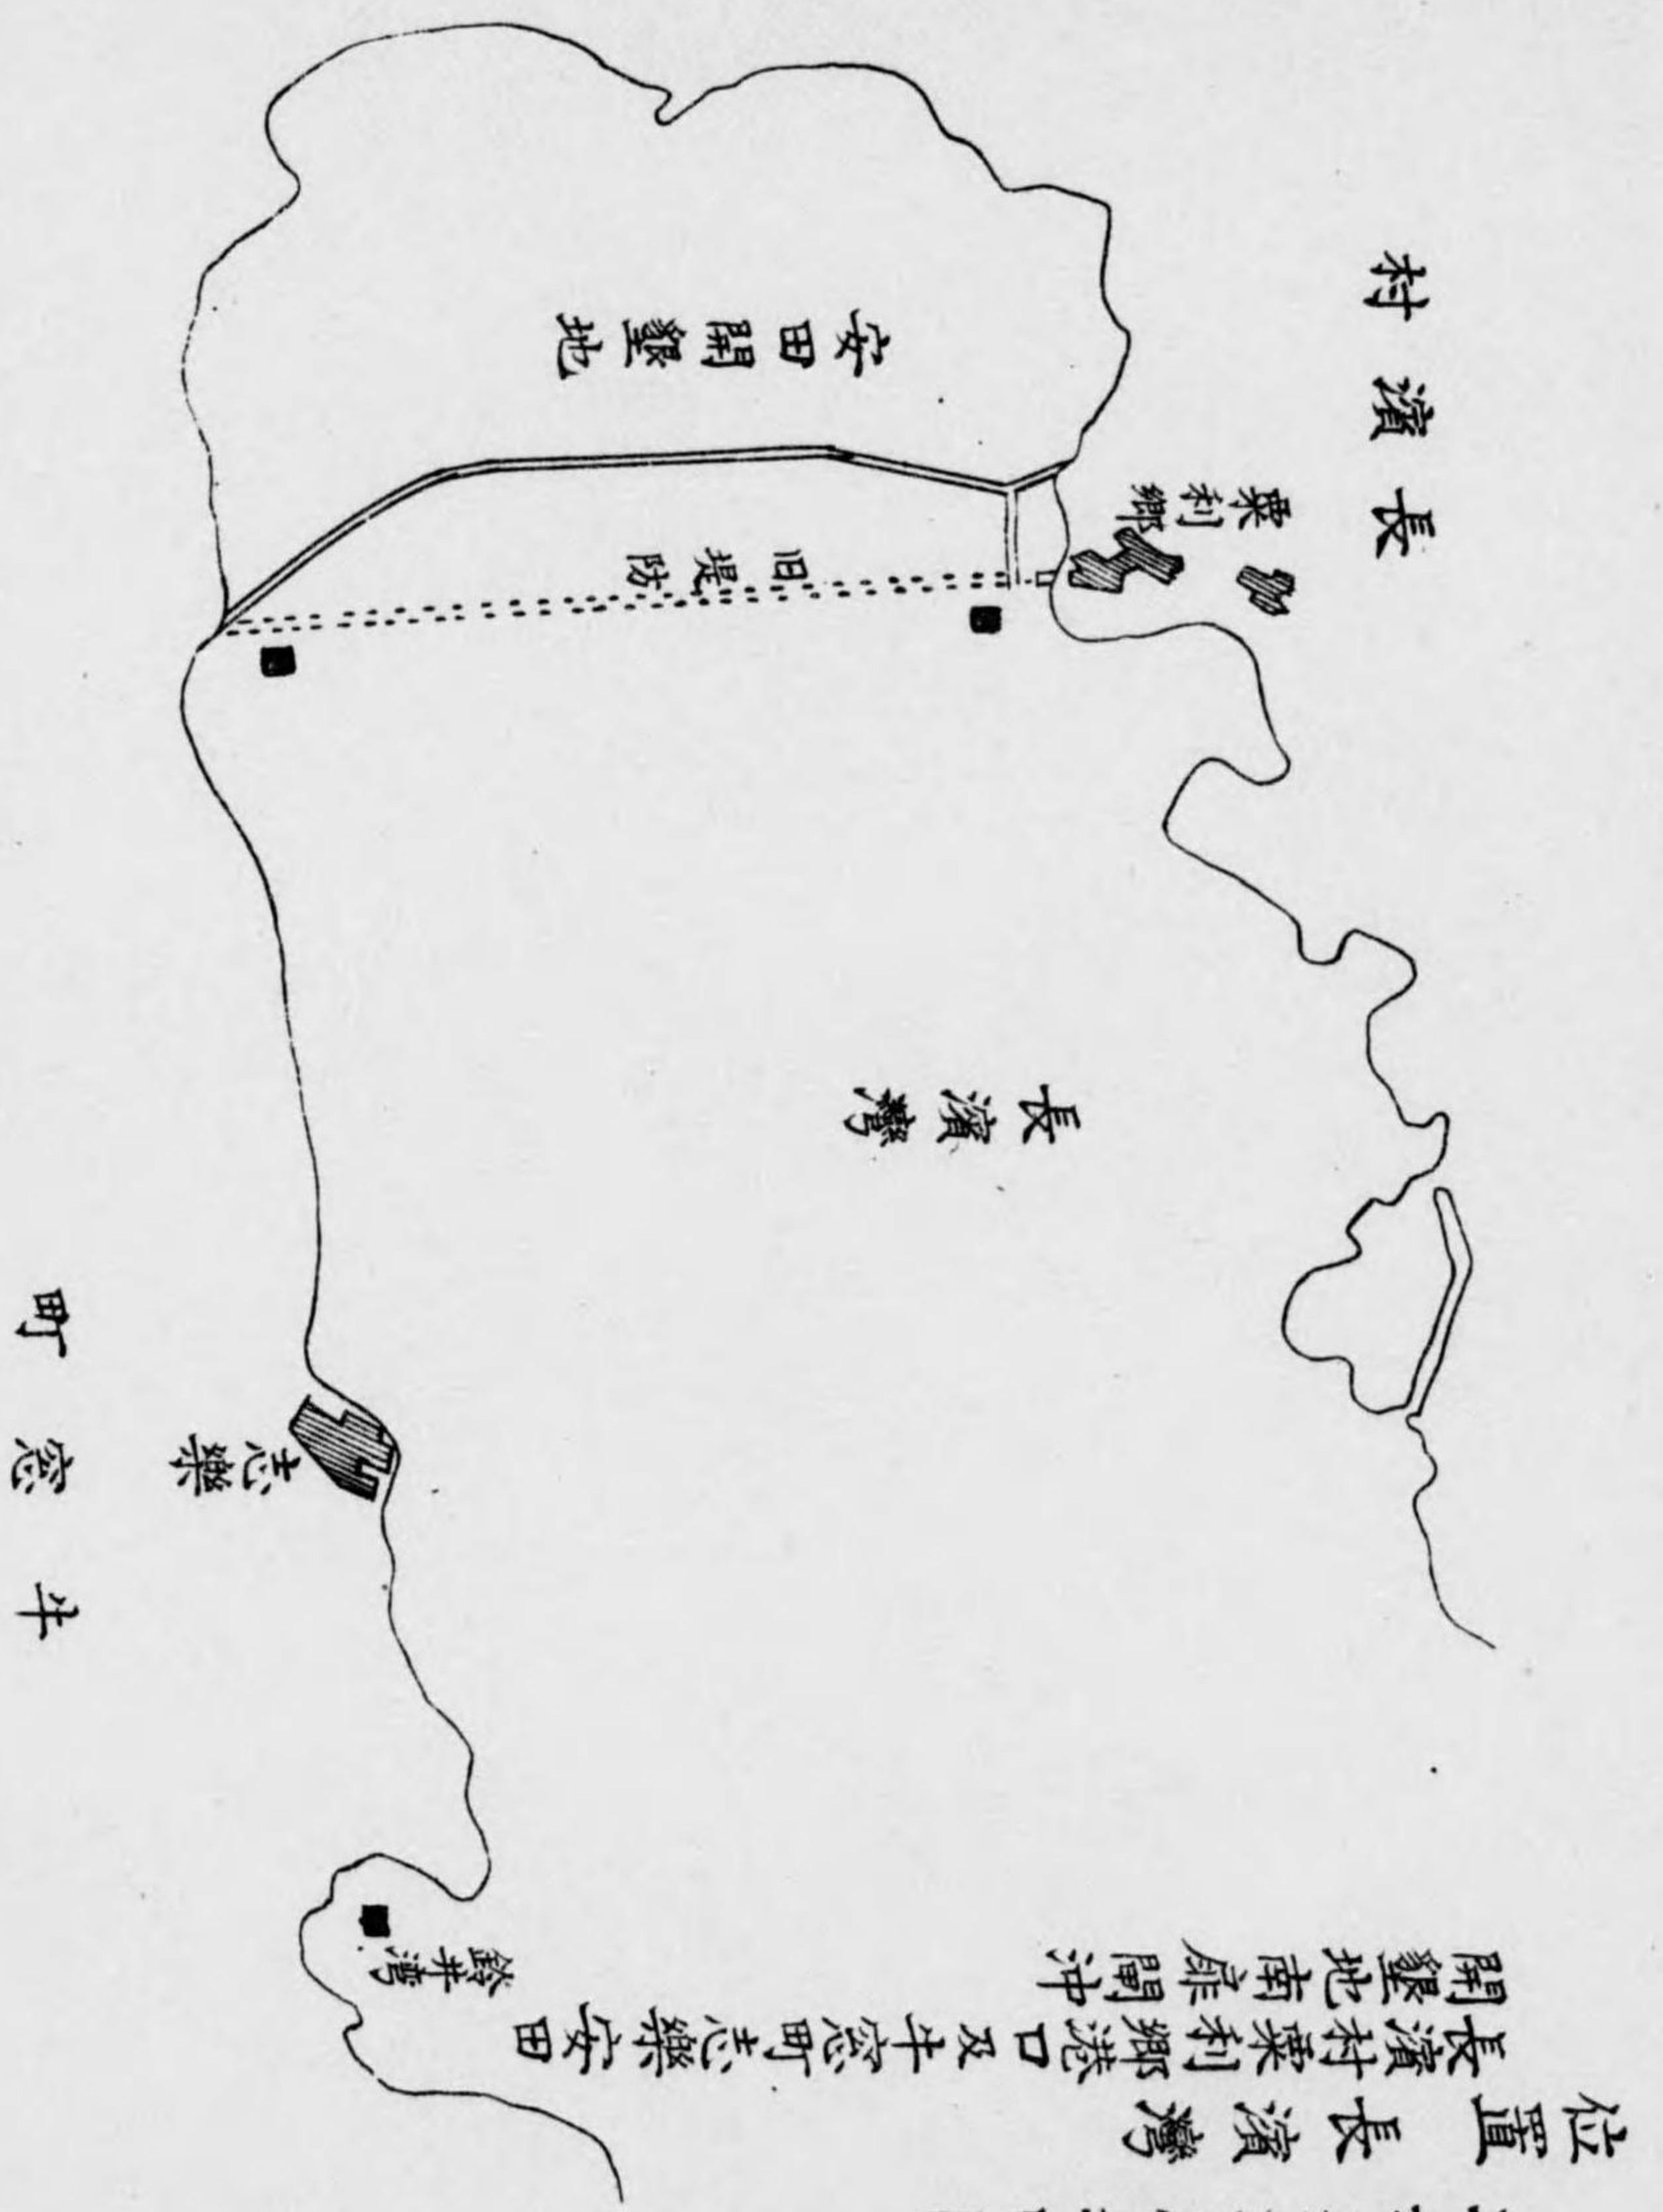 位置 長濱灣
長濱村粟利郷港口及牛窓町志樂安田
開墾地南扉閘沖
長濱村
粟利郷
安田開墾地
旧堤防
長濱灣
牛窓町
志樂
鈴井湾